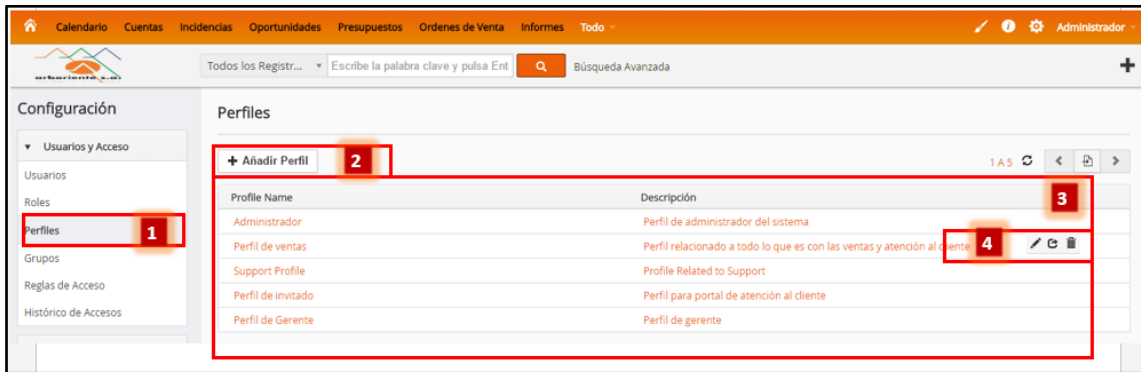 Calendario Cuentas Incidencias Oportunidades Presupuestos Ordenes de Venta Informes Todo Administrador
arboriente s.a.
Todos los Registr... Escribe la palabra clave y pulsa Ent Búsqueda Avanzada
Configuración
Usuarios y Acceso
Usuarios
Roles
Perfiles 1
Grupos
Reglas de Acceso
Histórico de Accesos
Perfiles
Añadir Perfil 2
1 A 5
3
Profile Name Descripción
Administrador Perfil de administrador del sistema
Perfil de ventas Perfil relacionado a todo lo que es con las ventas y atención al cliente 4
Support Profile Profile Related to Support
Perfil de invitado Perfil para portal de atención al cliente
Perfil de Gerente Perfil de gerente